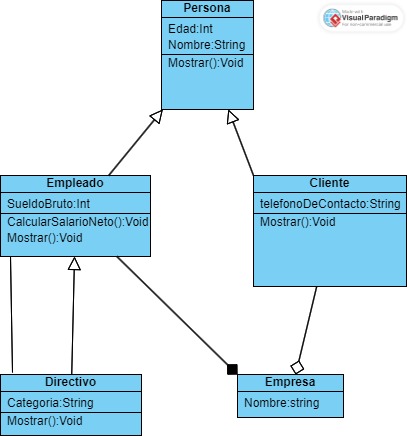 Persona
Edad:Int
Nombre:String
Mostrar():Void
Made with
Visual Paradigm
For non-commercial use
Empleado
SueldoBruto:Int
CalcularSalarioNeto():Void
Mostrar():Void
Cliente
telefonoDeContacto:String
Mostrar():Void
Directivo
Categoria:String
Mostrar():Void
Empresa
Nombre:string